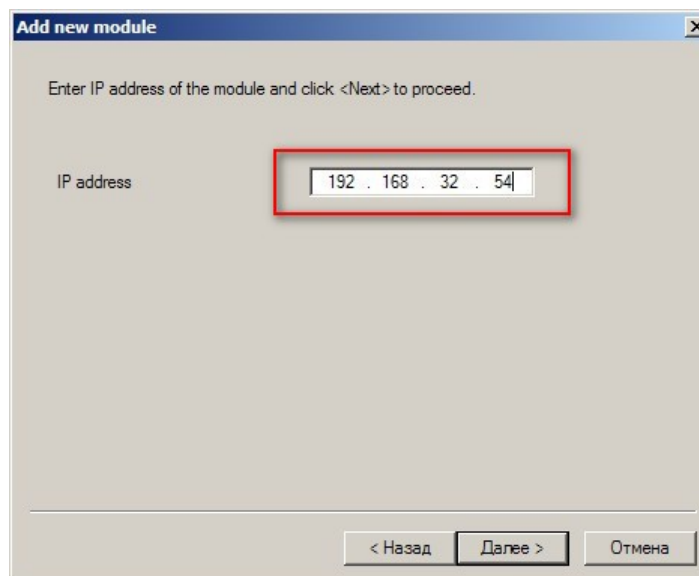 Add new module
Enter IP address of the module and click <Next> to proceed.
IP address 192 . 168 . 32 . 54
< Назад Далее > Отмена